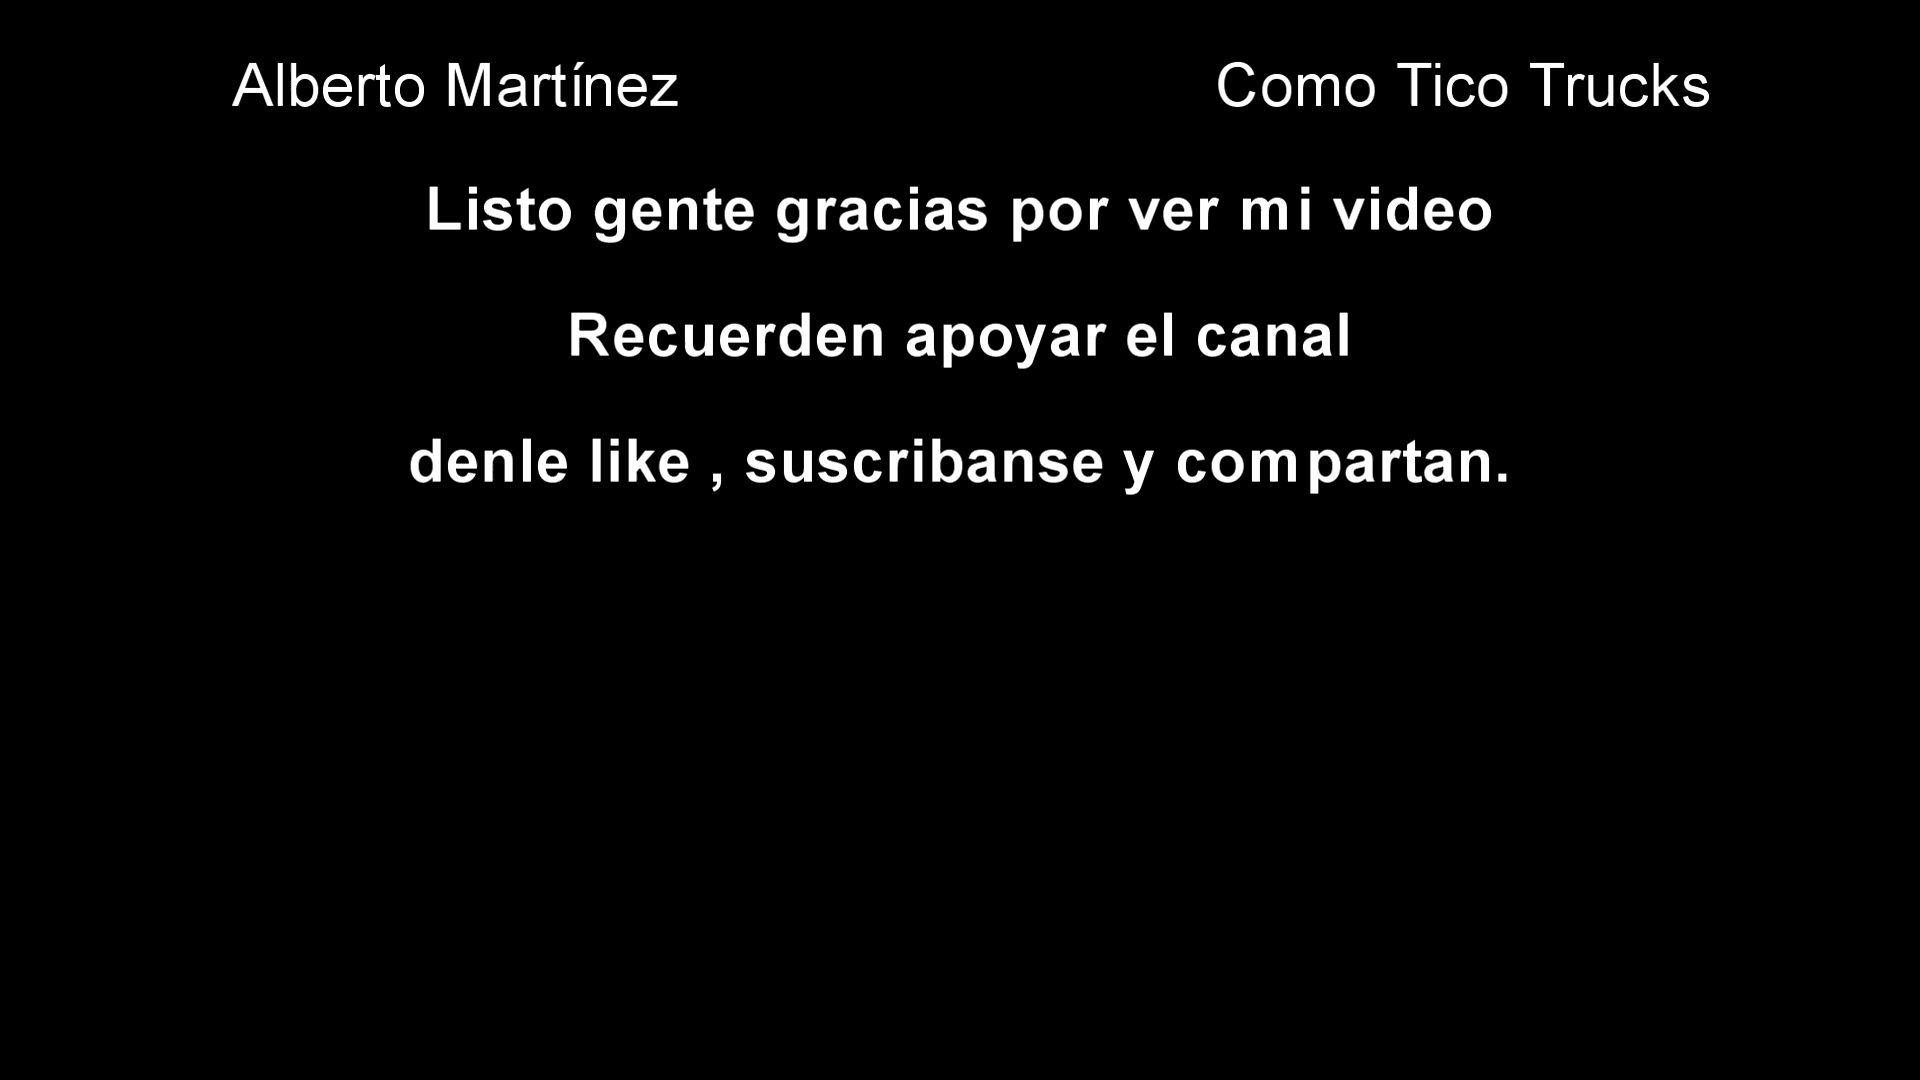 Alberto Martínez Como Tico Trucks
Listo gente gracias por ver mi video
Recuerden apoyar el canal
denle like , suscribanse y compartan.